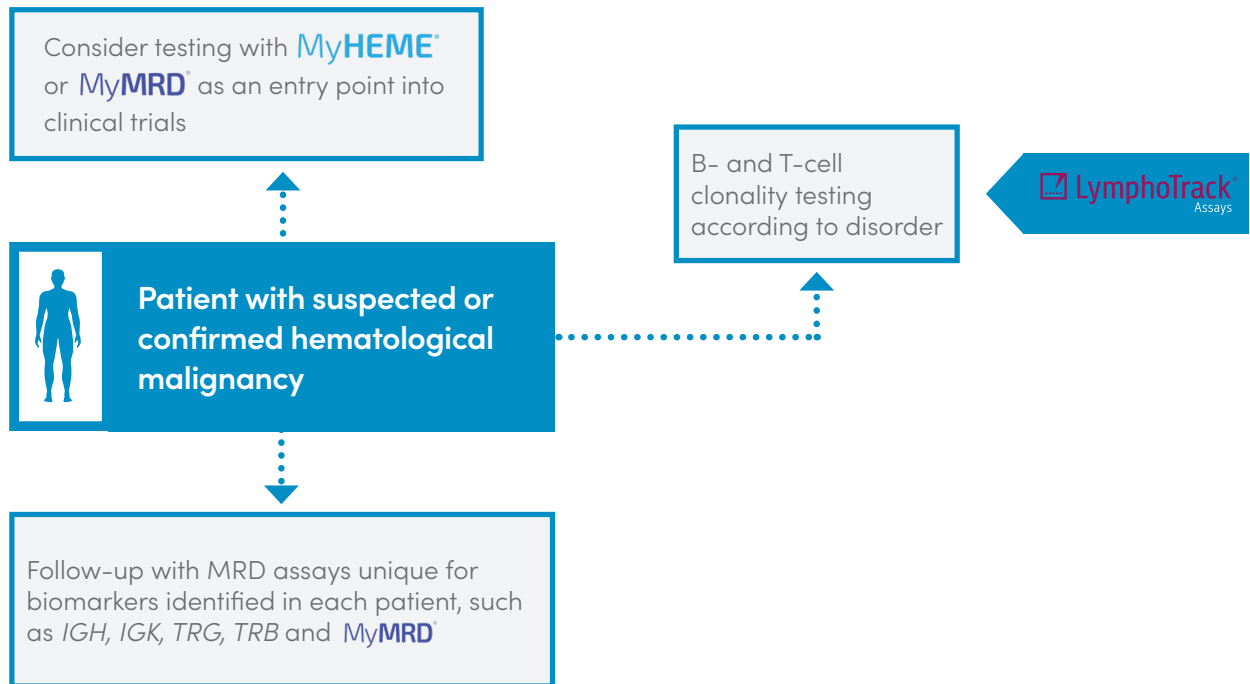 Consider testing with MyHEME®
or MyMRD® as an entry point into
clinical trials
B- and T-cell
clonality testing
according to disorder
LymphoTrack®
Assays
Patient with suspected or
confirmed hematological
malignancy
Follow-up with MRD assays unique for
biomarkers identified in each patient, such
as IGH, IGK, TRG, TRB and MyMRD®